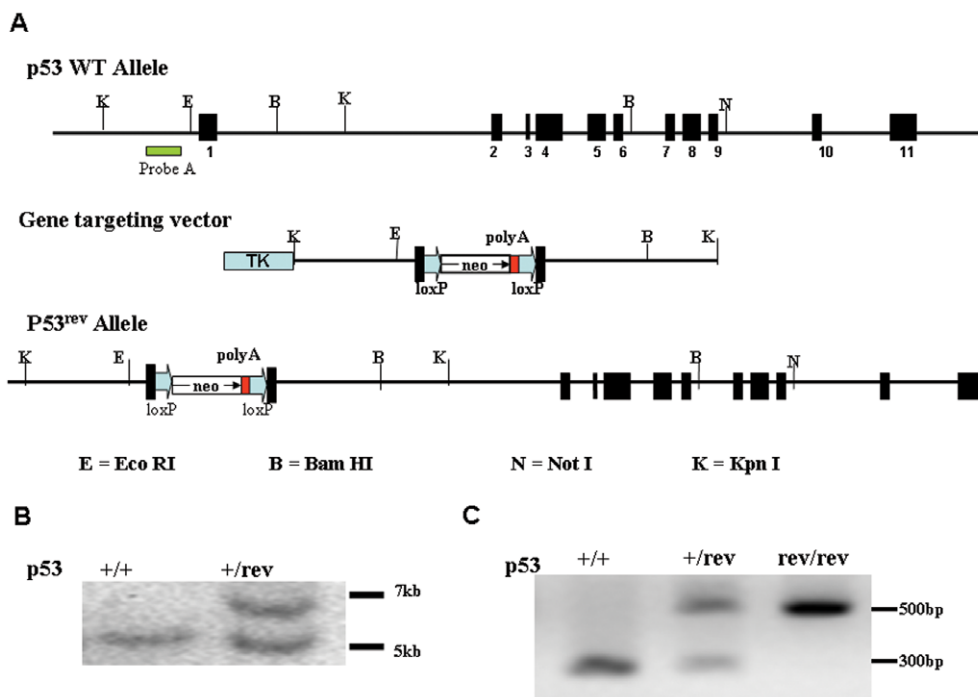 A
p53 WT Allele
K E B K B N
1 2 3 4 5 6 7 8 9 10 11
Probe A
Gene targeting vector
TK K E polyA B K
neo
loxP loxP
P53rev Allele
K E polyA B K B N
neo
loxP loxP
E = Eco RI B = Bam HI N = Not I K = Kpn I
B
p53 +/+ +/rev
7kb
5kb
C
p53 +/+ +/rev rev/rev
500bp
300bp